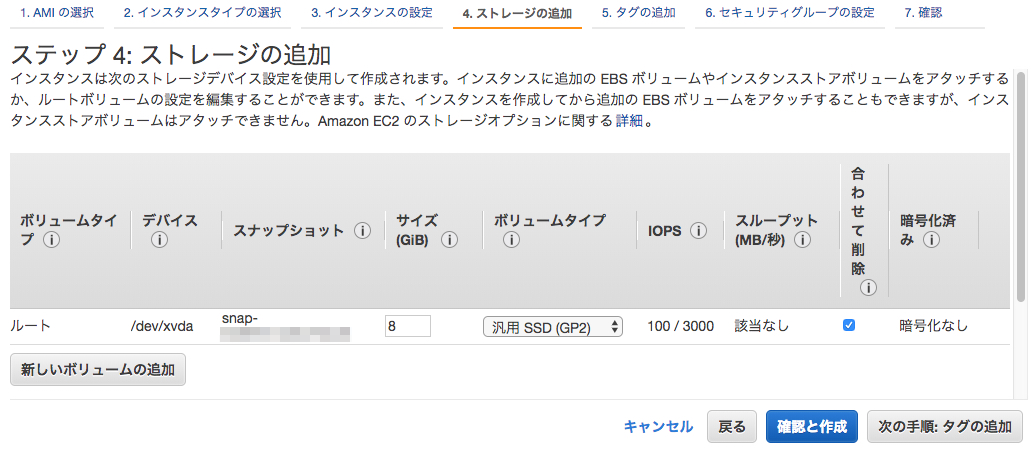 1. AMI の選択 2. インスタンスタイプの選択 3. インスタンスの設定 4. ストレージの追加 5. タグの追加 6. セキュリティグループの設定 7. 確認
ステップ 4: ストレージの追加
インスタンスは次のストレージデバイス設定を使用して作成されます。インスタンスに追加の EBS ボリュームやインスタンスストアボリュームをアタッチする
か、ルートボリュームの設定を編集することができます。また、インスタンスを作成してから追加の EBS ボリュームをアタッチすることもできますが、インス
タンスストアボリュームはアタッチできません。Amazon EC2 のストレージオプションに関する 詳細 。
ボリュームタイプ デバイス スナップショット サイズ (GiB) ボリュームタイプ IOPS スループット (MB/秒) 合わせて削除 暗号化済み
ルート /dev/xvda snap- 8 汎用 SSD (GP2) 100 / 3000 該当なし 暗号化なし
新しいボリュームの追加
キャンセル 戻る 確認と作成 次の手順: タグの追加